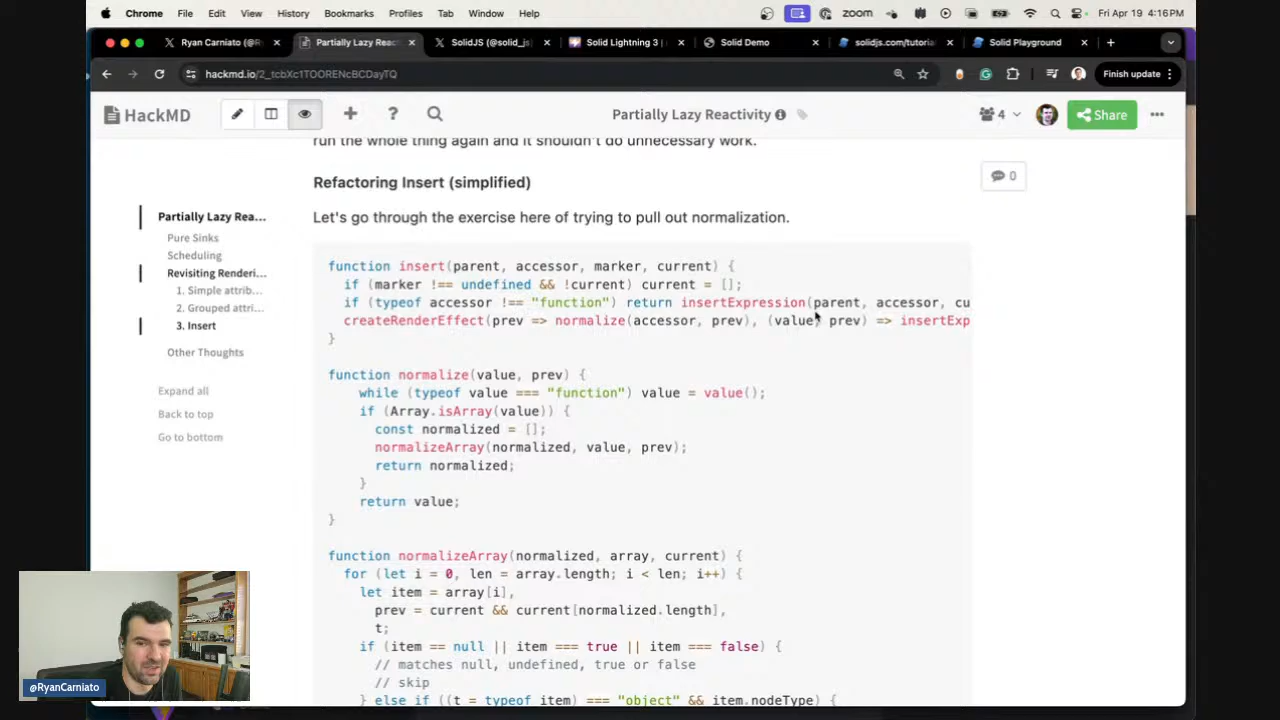 Chrome File Edit View History Bookmarks Profiles Tab Window Help zoom Fri Apr 19 4:16 PM
Ryan Carniato (@R
Partially Lazy Reac
SolidJS (@solid_js)
Solid Lightning 3 |
Solid Demo
solidjs.com/tutoria
Solid Playground
hackmd.io/2_tcbXc1TOORENcBCDayTQ
Finish update
HackMD
Partially Lazy Reactivity
4
Share
run the whole thing again and it shouldn't do unnecessary work.
0
Refactoring Insert (simplified)
Let's go through the exercise here of trying to pull out normalization.
Partially Lazy Rea...
Pure Sinks
Scheduling
Revisiting Renderi...
1. Simple attrib...
2. Grouped attri...
3. Insert
Other Thoughts
Expand all
Back to top
Go to bottom
function insert(parent, accessor, marker, current) {
if (marker !== undefined && !current) current = [];
if (typeof accessor !== "function") return insertExpression(parent, accessor, cu
createRenderEffect(prev => normalize(accessor, prev), (value, prev) => insertExp
}
function normalize(value, prev) {
while (typeof value === "function") value = value();
if (Array.isArray(value)) {
const normalized = [];
normalizeArray(normalized, value, prev);
return normalized;
}
return value;
}
function normalizeArray(normalized, array, current) {
for (let i = 0, len = array.length; i < len; i++) {
let item = array[i],
prev = current && current[normalized.length],
t;
if (item == null || item === true || item === false) {
// matches null, undefined, true or false
// skip
} else if ((t = typeof item) === "object" && item.nodeType) {
@RyanCarniato